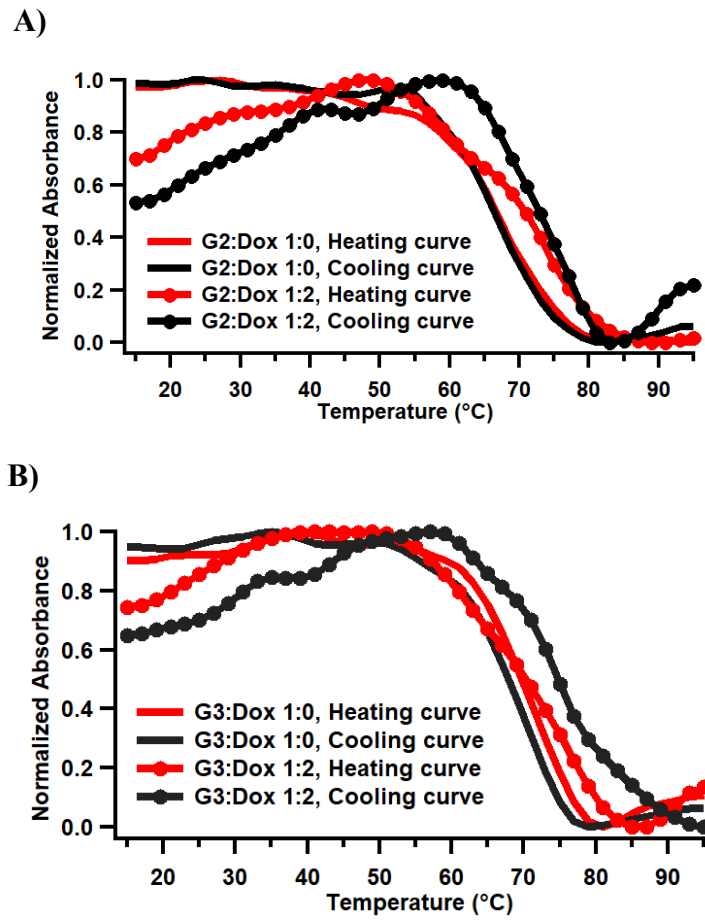 A)
Normalized Absorbance
1.0
0.8
0.6
0.4
0.2
0.0
G2:Dox 1:0, Heating curve
G2:Dox 1:0, Cooling curve
G2:Dox 1:2, Heating curve
G2:Dox 1:2, Cooling curve
20 30 40 50 60 70 80 90
Temperature (°C)
B)
Normalized Absorbance
1.0
0.8
0.6
0.4
0.2
0.0
G3:Dox 1:0, Heating curve
G3:Dox 1:0, Cooling curve
G3:Dox 1:2, Heating curve
G3:Dox 1:2, Cooling curve
20 30 40 50 60 70 80 90
Temperature (°C)